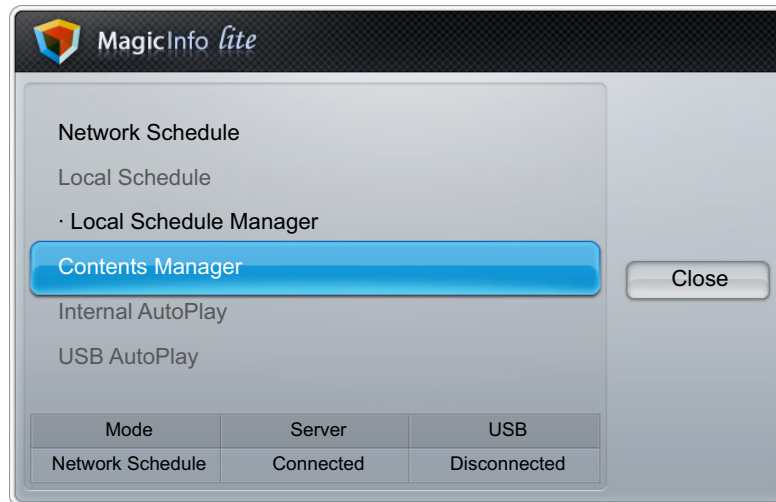 MagicInfo lite
Network Schedule
Local Schedule
· Local Schedule Manager
Contents Manager
Close
Internal AutoPlay
USB AutoPlay
Mode Server USB
Network Schedule Connected Disconnected